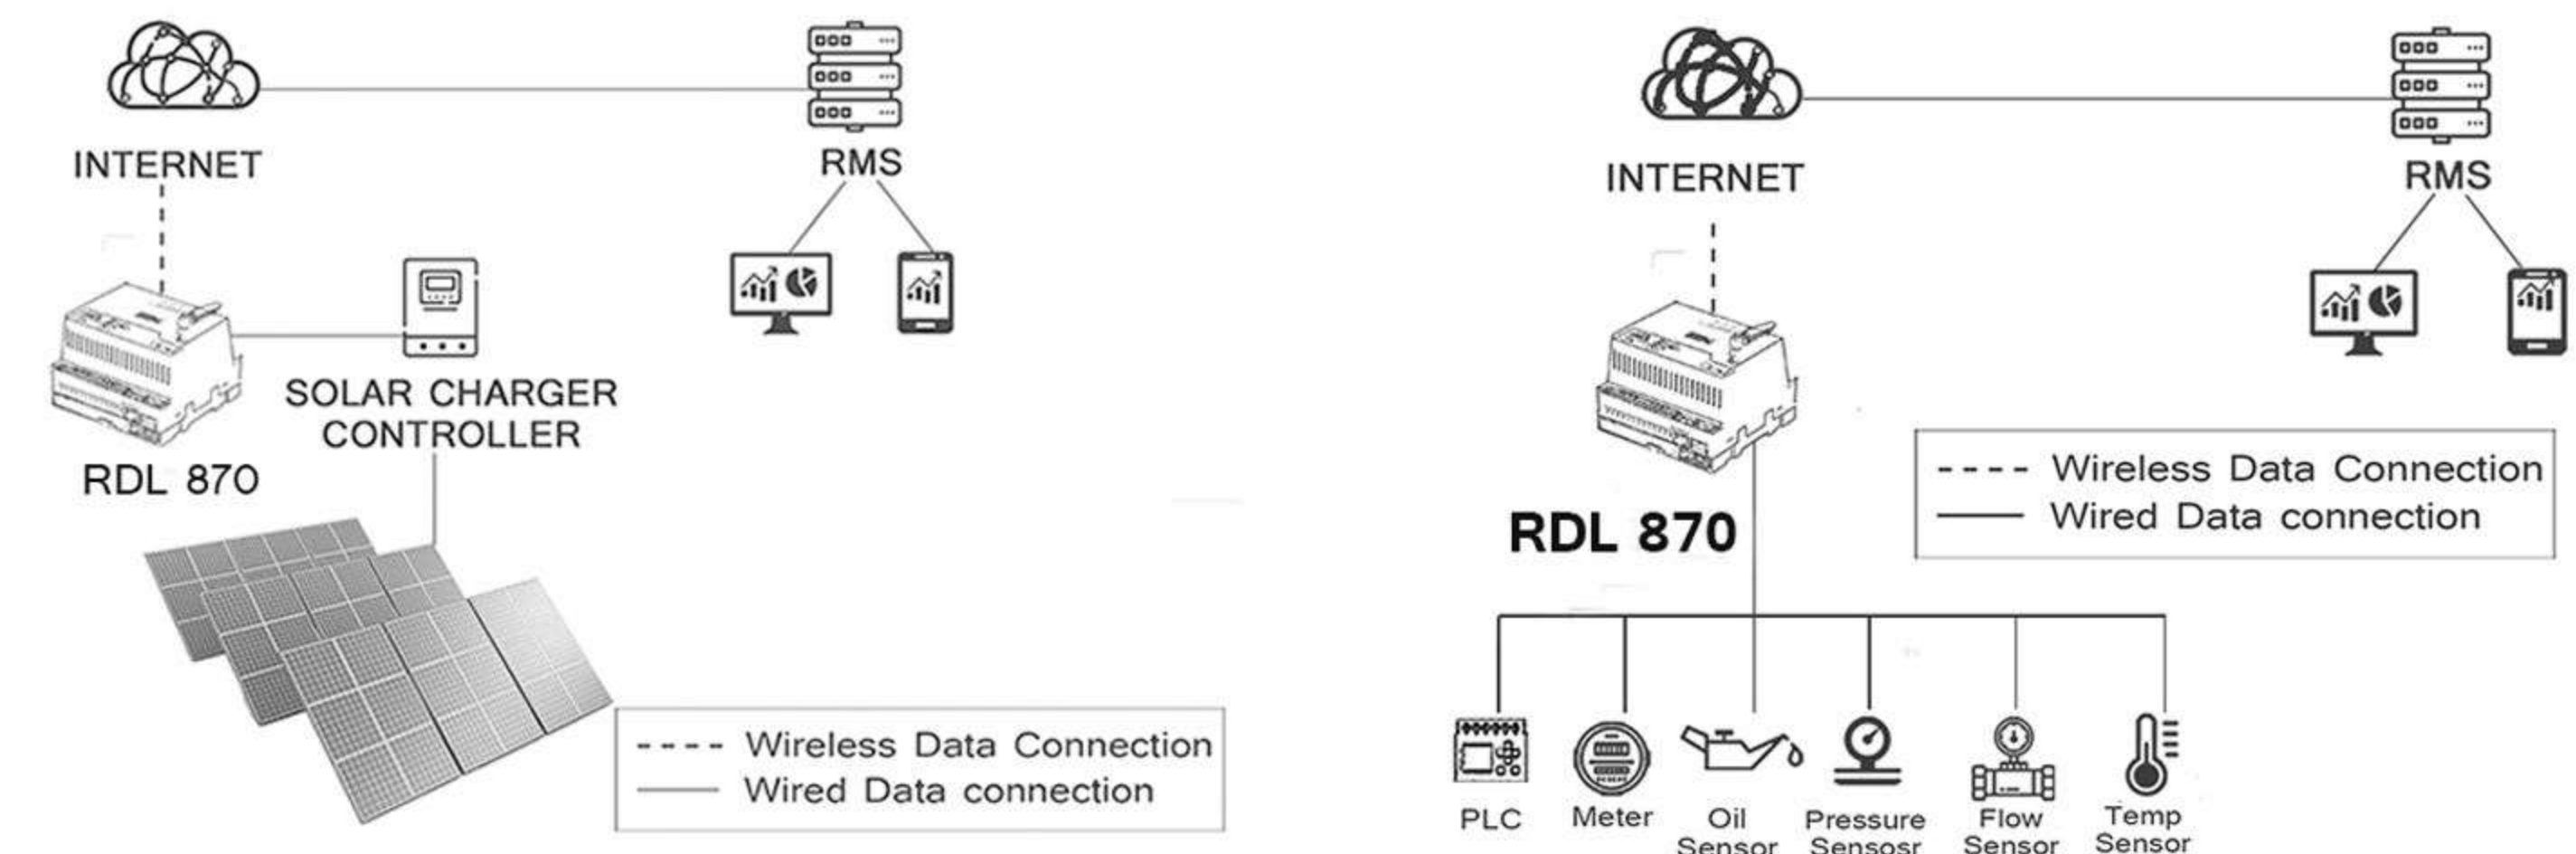 INTERNET
RMS
SOLAR CHARGER
CONTROLLER
RDL 870
Wireless Data Connection
Wired Data connection
INTERNET
RMS
RDL 870
Wireless Data Connection
Wired Data connection
PLC
Meter
Oil
Sensor
Pressure
Sensosr
Flow
Sensor
Temp
Sensor